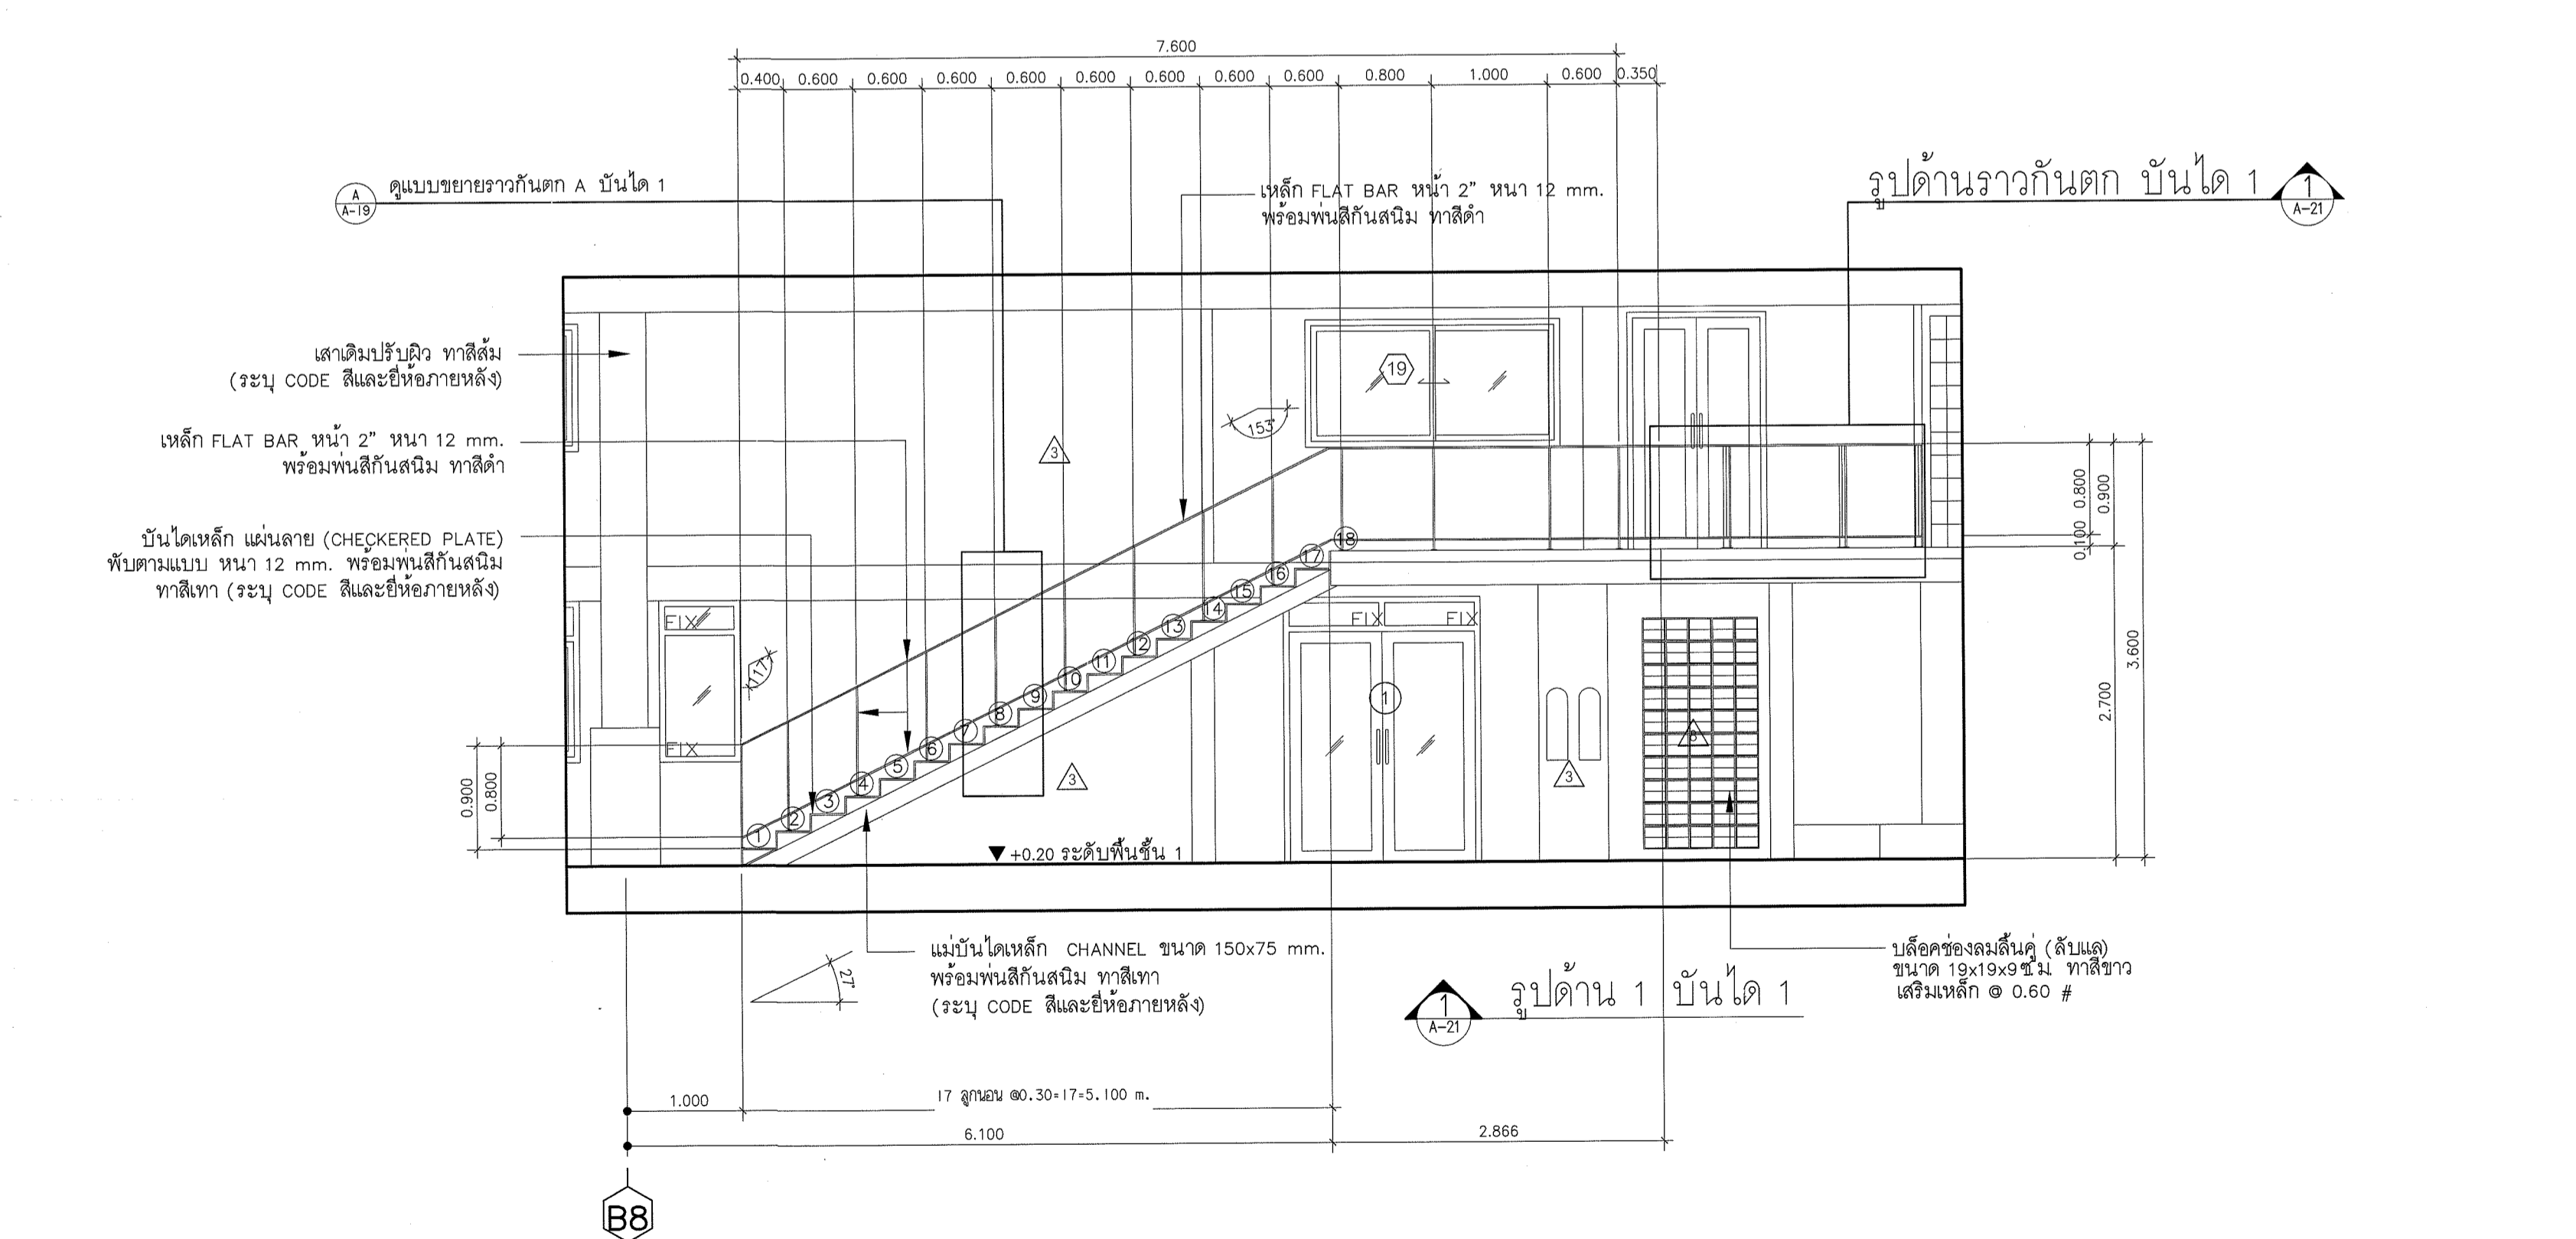 7.600
0.400 0.600 0.600 0.600 0.600 0.600 0.600 0.600 0.600 0.800 1.000 0.600 0.350
A
A-19
ดูแบบขยายราวกันตก A บันได 1
เหล็ก FLAT BAR หน้า 2" หนา 12 mm.
พร้อมพ่นสีกันสนิม ทาสีดำ
รูปด้านราวกันตก บันได 1
1
A-21
เสาเดิมปรับผิว ทาสีส้ม
(ระบุ CODE สีและยี่ห้อภายหลัง)
เหล็ก FLAT BAR หน้า 2" หนา 12 mm.
พร้อมพ่นสีกันสนิม ทาสีดำ
บันไดเหล็ก แผ่นลาย (CHECKERED PLATE)
พับตามแบบ หนา 12 mm. พร้อมพ่นสีกันสนิม
ทาสีเทา (ระบุ CODE สีและยี่ห้อภายหลัง)
19
153°
3
117°
FIX
FIX
FIX FIX
1 2 3 4 5 6 7 8 9 10 11 12 13 14 15 16 17 18
1
3
3
0.900
0.800
0.100 0.800
0.900
2.700
3.600
+0.20 ระดับพื้นชั้น 1
27°
แม่บันไดเหล็ก CHANNEL ขนาด 150x75 mm.
พร้อมพ่นสีกันสนิม ทาสีเทา
(ระบุ CODE สีและยี่ห้อภายหลัง)
1
A-21
รูปด้าน 1 บันได 1
บล็อคช่องลมลิ้นคู่ (ลับแล)
ขนาด 19x19x9ซ.ม. ทาสีขาว
เสริมเหล็ก @ 0.60 #
1.000
17 ลูกนอน @0.30=17=5.100 m.
6.100
2.866
B8